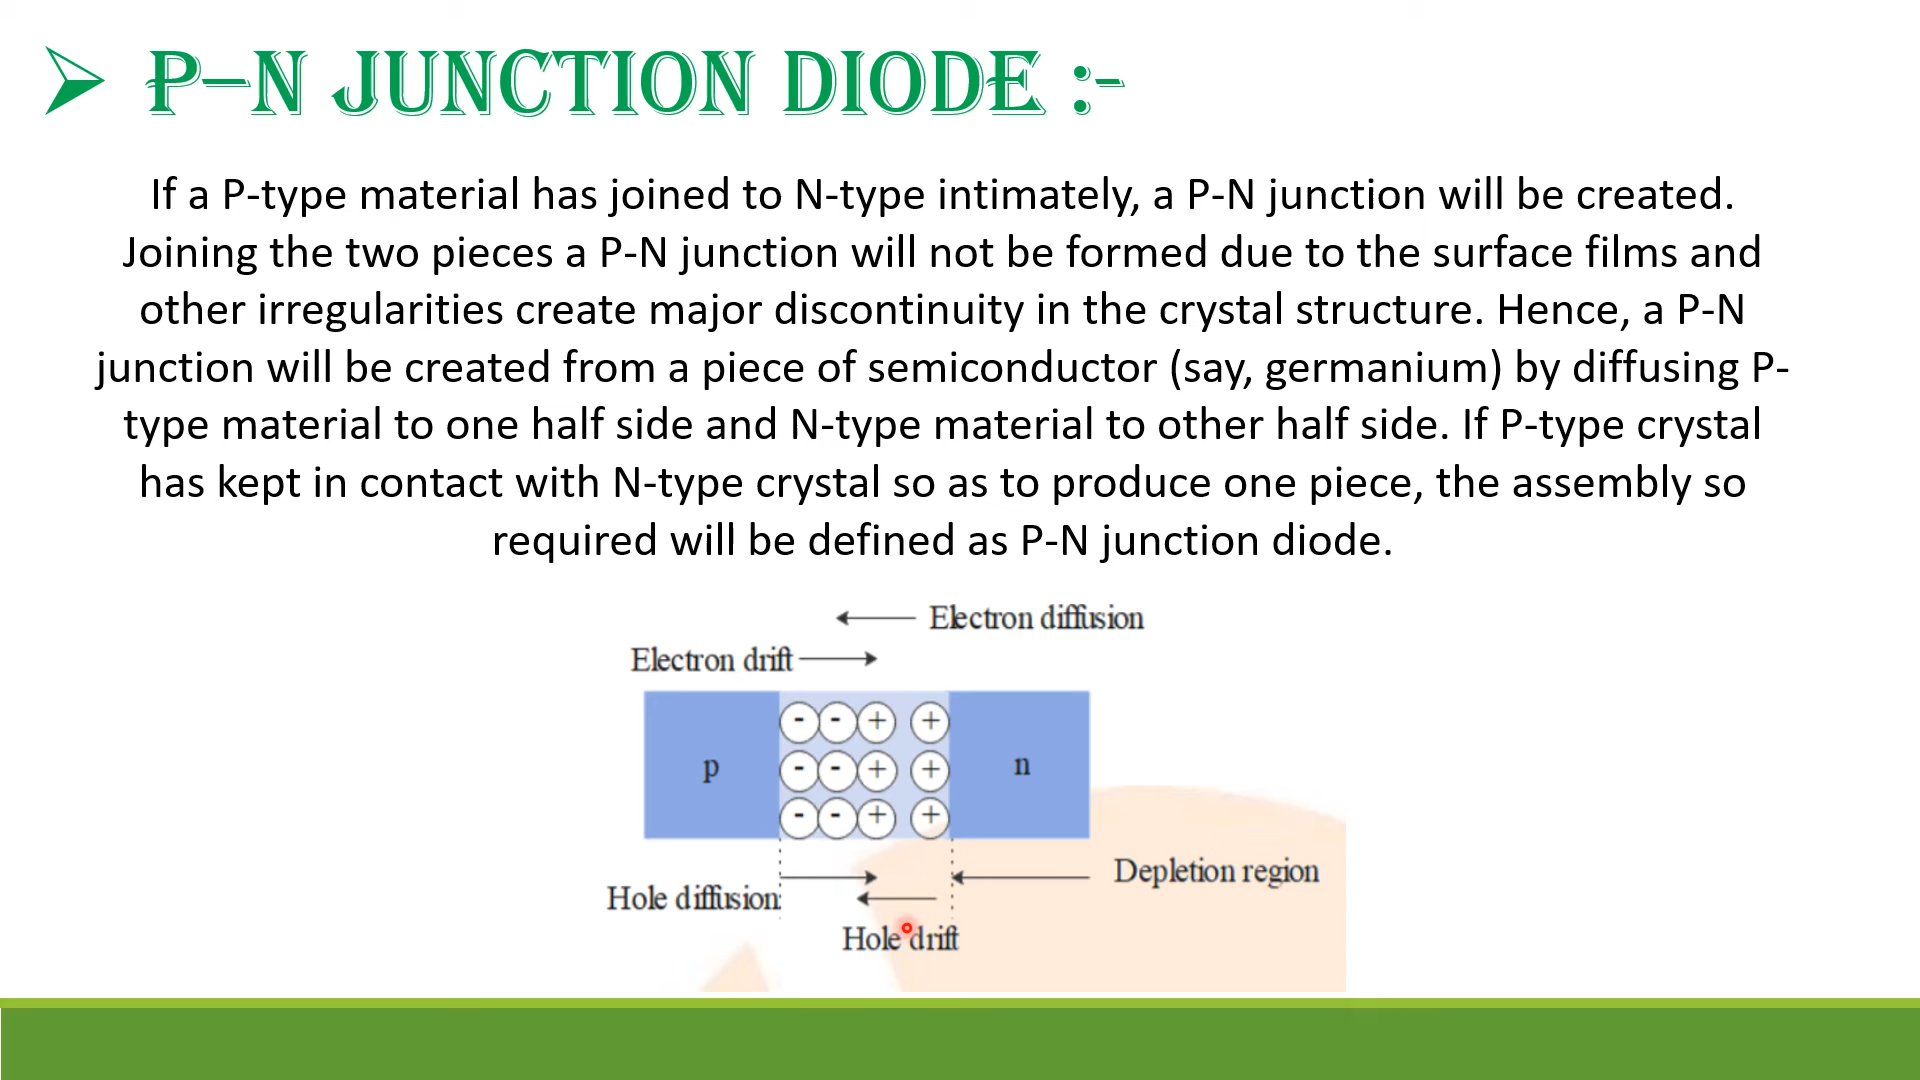 P–N JUNCTION DIODE :-
If a P-type material has joined to N-type intimately, a P-N junction will be created.
Joining the two pieces a P-N junction will not be formed due to the surface films and
other irregularities create major discontinuity in the crystal structure. Hence, a P-N
junction will be created from a piece of semiconductor (say, germanium) by diffusing P-
type material to one half side and N-type material to other half side. If P-type crystal
has kept in contact with N-type crystal so as to produce one piece, the assembly so
required will be defined as P-N junction diode.
Electron diffusion
Electron drift
- - + +
p - - + + n
- - + +
Depletion region
Hole diffusion
Hole drift